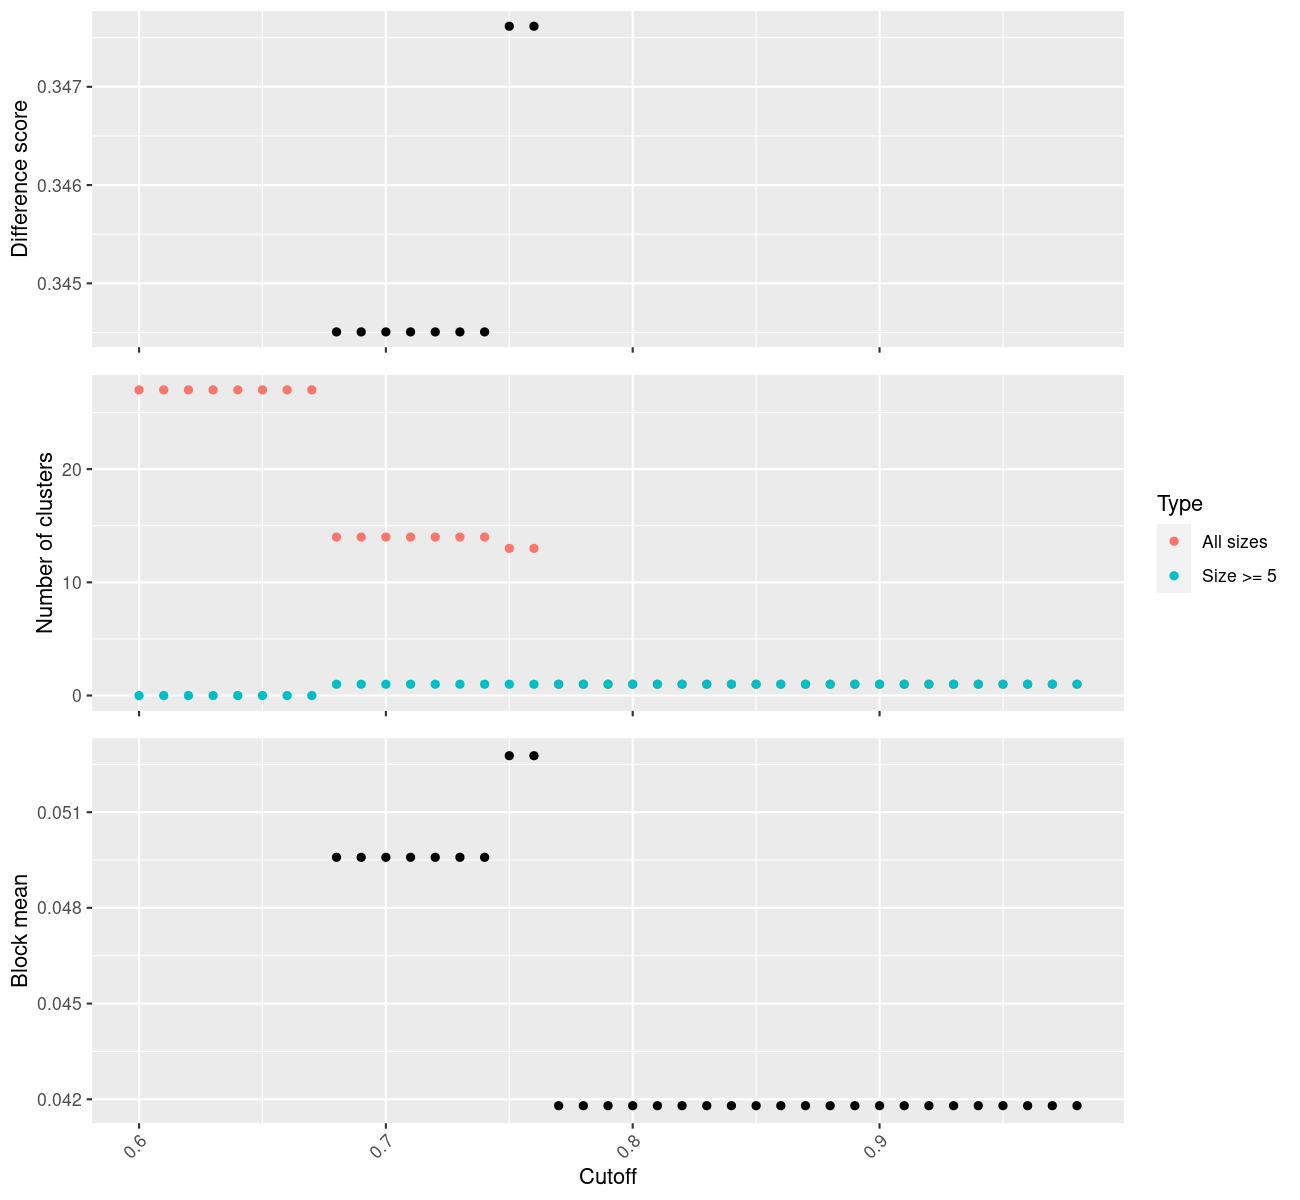 Difference score
0.347
0.346
0.345
Number of clusters
20
10
0
Type
All sizes
Size >= 5
Block mean
0.051
0.048
0.045
0.042
0.6 0.7 0.8 0.9
Cutoff